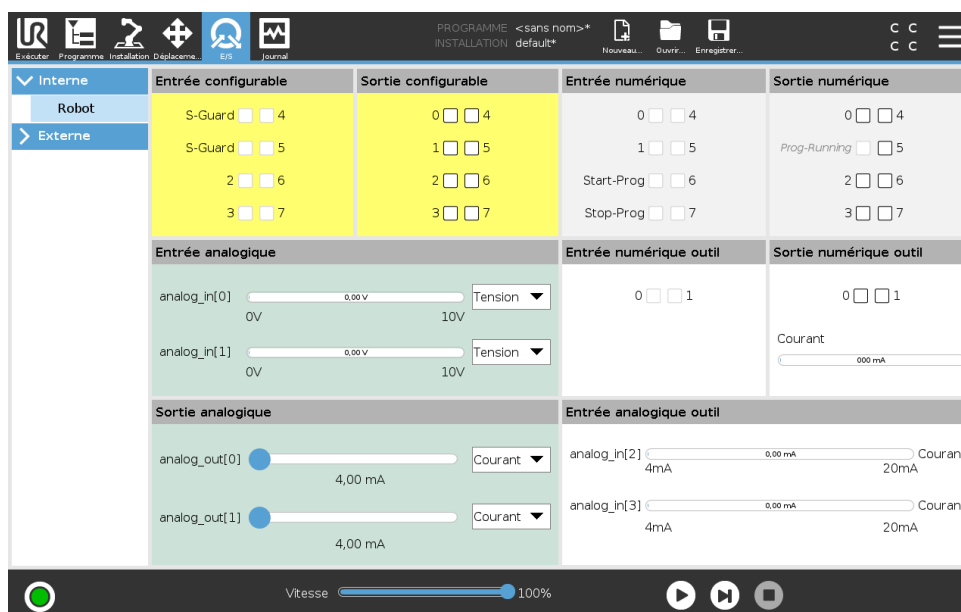 PROGRAMME <sans nom>*
INSTALLATION default*
C C
C C
Exécuter Programme Installation Déplaceme... E/S Journal Nouveau... Ouvrir... Enregistrer...
Interne
Robot
Externe
Entrée configurable
S-Guard 4
S-Guard 5
2 6
3 7
Sortie configurable
0 4
1 5
2 6
3 7
Entrée numérique
0 4
1 5
Start-Prog 6
Stop-Prog 7
Sortie numérique
0 4
Prog-Running 5
2 6
3 7
Entrée analogique
analog_in[0] 0,00 V Tension
0V 10V
analog_in[1] 0,00 V Tension
0V 10V
Entrée numérique outil
0 1
Sortie numérique outil
0 1
Courant
000 mA
Sortie analogique
analog_out[0] Courant
4,00 mA
analog_out[1] Courant
4,00 mA
Entrée analogique outil
analog_in[2] 0,00 mA Couran
4mA 20mA
analog_in[3] 0,00 mA Couran
4mA 20mA
Vitesse 100%